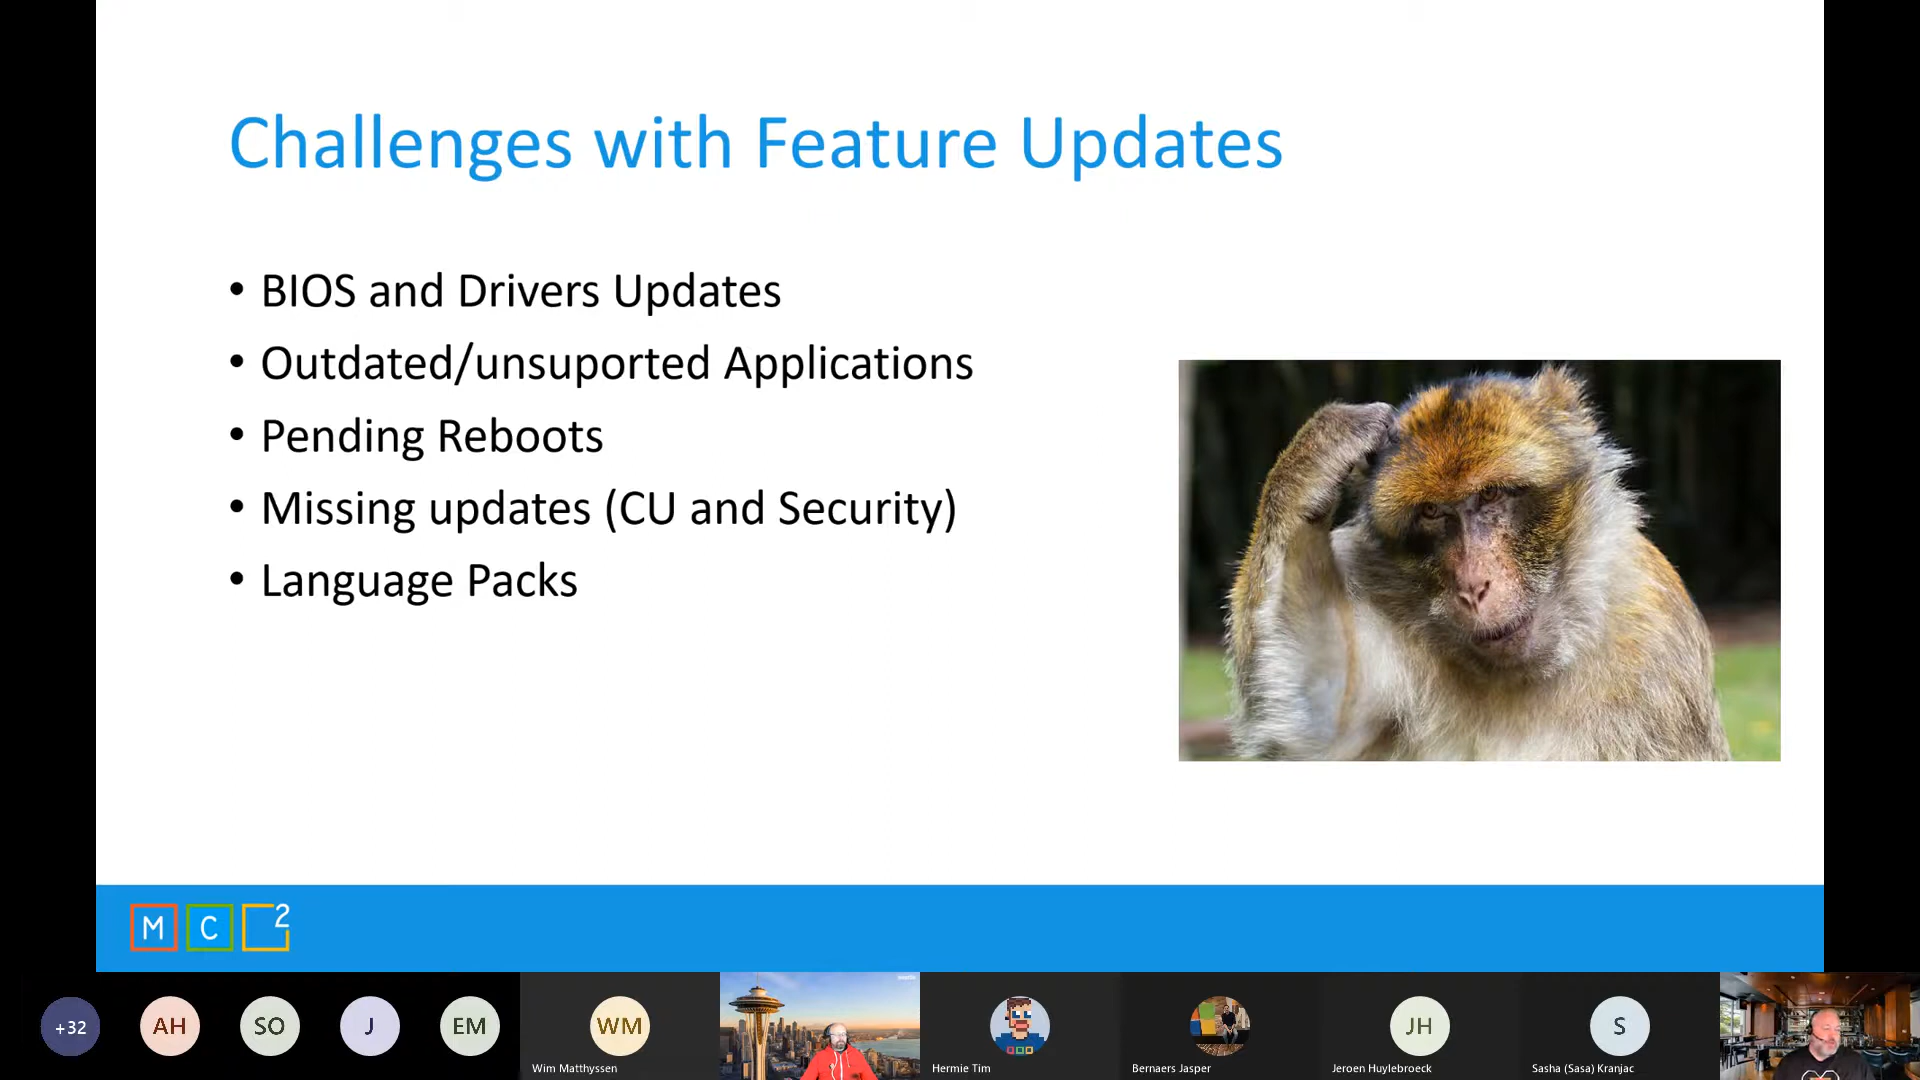 Challenges with Feature Updates
• BIOS and Drivers Updates
• Outdated/unsuported Applications
• Pending Reboots
• Missing updates (CU and Security)
• Language Packs
M C 2
+32
AH
SO
J
EM
WM
JH
S
Wim Matthyssen
Hermie Tim
Bernaers Jasper
Jeroen Huylebroeck
Sasha (Sasa) Kranjac